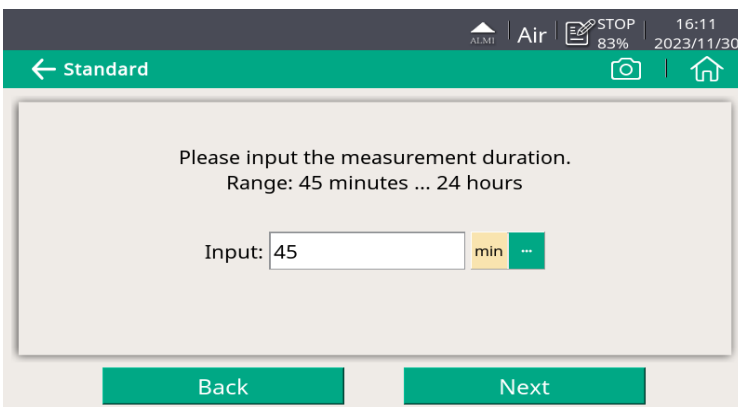 ALMI
Air
STOP
83%
16:11
2023/11/30
Standard
Please input the measurement duration.
Range: 45 minutes ... 24 hours
Input: 45 min ...
Back
Next